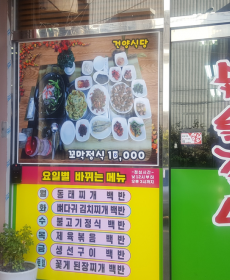 건양식당
꼬막정식 10,000
요일별 바뀌는 메뉴
월 동태찌개 백반
화 뼈다귀 김치찌개 백반
수 불고기정식 백반
목 제육볶음 백반
금 생선구이 백반
토 꽃게 된장찌개 백반